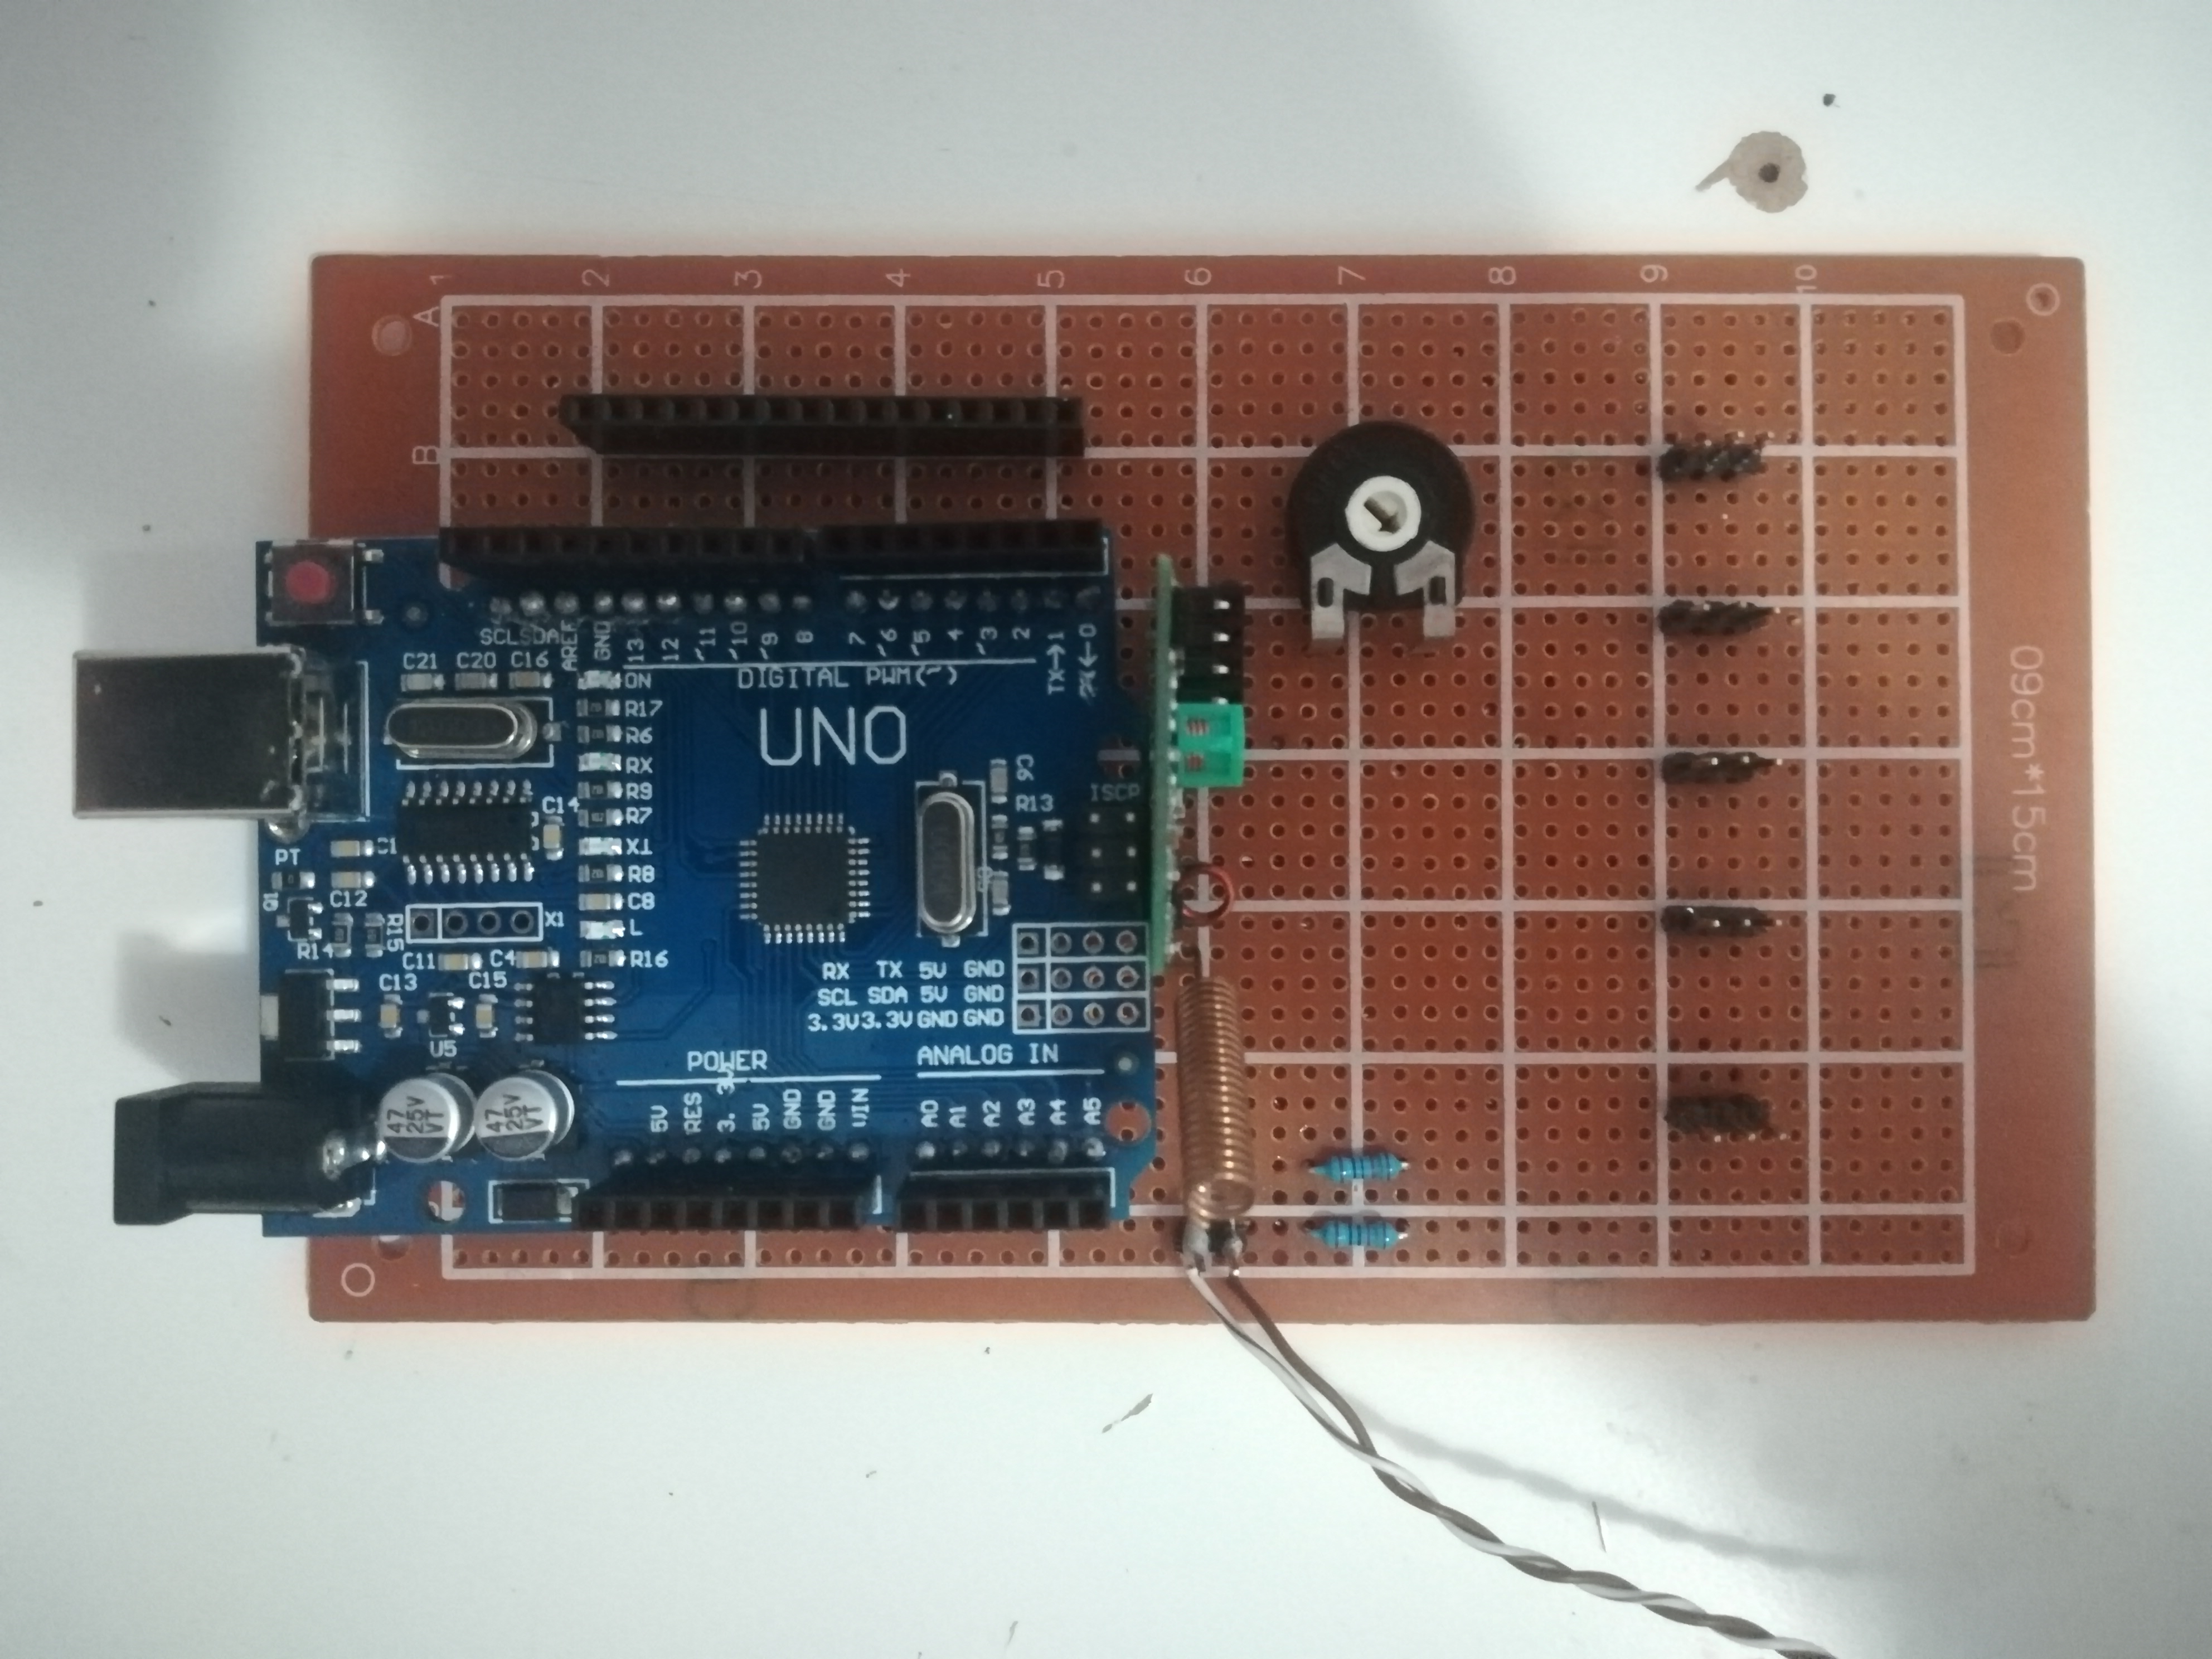 1 2 3 4 5 6 7 8 9 10
A
B
SCL SDA AREF GND 13 12 ~11 ~10 ~9 8 7 ~6 ~5 4 ~3 2 TX→1 RX←0
C21 C20 C16
ON
DIGITAL PWM(~)
R17
UNO
R6
RX
C6
R9
ISCP
C14
R13
R7
C1
TX
PT
R8
C12
C8
R15
X1
L
R14
C11
C4
R16
RX TX 5V GND
C13
C15
SCL SDA 5V GND
3.3V 3.3V GND GND
U5
POWER
ANALOG IN
5V RES 3.3V 5V GND GND VIN
A0 A1 A2 A3 A4 A5
47
25V
VT
47
25V
VT
09cm*15cm